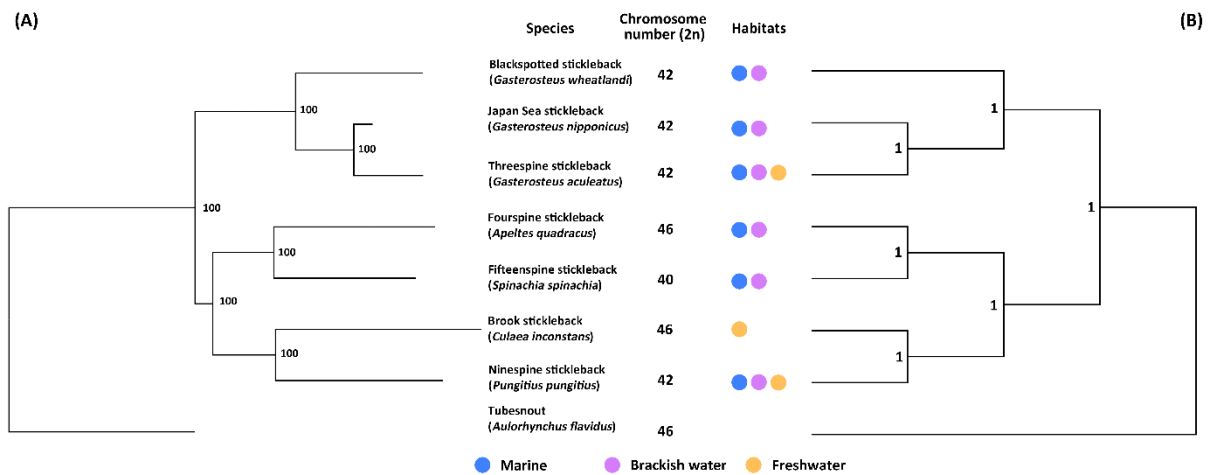 (A)
Species
Chromosome
number (2n)
Habitats
(B)
Blackspotted stickleback
(Gasterosteus wheatlandi)
42
Japan Sea stickleback
(Gasterosteus nipponicus)
42
Threespine stickleback
(Gasterosteus aculeatus)
42
Fourspine stickleback
(Apeltes quadracus)
46
Fifteenspine stickleback
(Spinachia spinachia)
40
Brook stickleback
(Culaea inconstans)
46
Ninespine stickleback
(Pungitius pungitius)
42
Tubesnout
(Aulorhynchus flavidus)
46
100
100
100
100
100
100
1
1
1
1
1
1
Marine
Brackish water
Freshwater